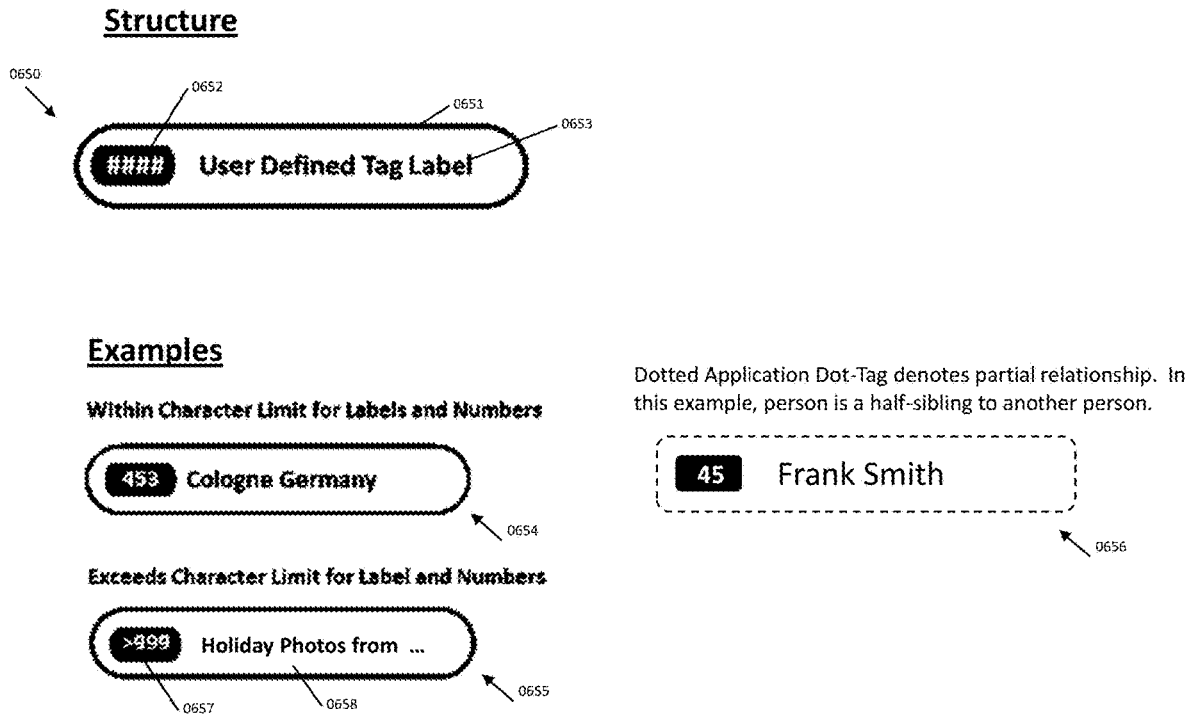 Structure
0650
0652
0651
0653
#### User Defined Tag Label
Examples
Within Character Limit for Labels and Numbers
453 Cologne Germany
0654
Exceeds Character Limit for Label and Numbers
>999 Holiday Photos from ...
0655
0657
0658
Dotted Application Dot-Tag denotes partial relationship. In
this example, person is a half-sibling to another person.
45 Frank Smith
0656